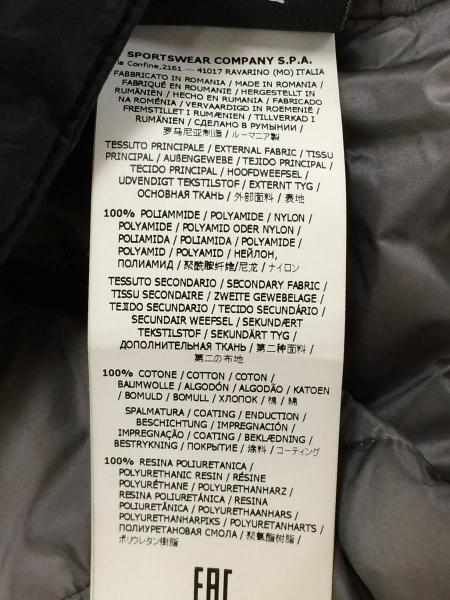 SPORTSWEAR COMPANY S.P.A.
Confine,2161 — 41017 RAVARINO (MO) ITALIA
FABBRICATO IN ROMANIA / MADE IN ROMANIA /
FABRIQUÉ EN ROUMANIE / HERGESTELLT IN
RUMÄNIEN / HECHO EN RUMANIA / FABRICADO
NA ROMÉNIA / VERVAARDIGD IN ROEMENIË /
FREMSTILLET I RUMÆNIEN / TILLVERKAD I
RUMÄNIEN / СДЕЛАНО В РУМЫНИИ /
罗马尼亚制造 / ルーマニア製
TESSUTO PRINCIPALE / EXTERNAL FABRIC / TISSU
PRINCIPAL / AUßENGEWEBE / TEJIDO PRINCIPAL /
TECIDO PRINCIPAL / HOOFDWEEFSEL /
UDVENDIGT TEKSTILSTOF / EXTERNT TYG /
ОСНОВНАЯ ТКАНЬ / 外部面料 / 表地
100% POLIAMMIDE / POLYAMIDE / NYLON /
POLYAMIDE / POLYAMID ODER NYLON /
POLIAMIDA / POLIAMIDA / POLYAMIDE /
POLYAMID / POLYAMID / НЕЙЛОН,
ПОЛИАМИД / 聚酰胺纤维/尼龙 / ナイロン
TESSUTO SECONDARIO / SECONDARY FABRIC /
TISSU SECONDAIRE / ZWEITE GEWEBELAGE /
TEJIDO SECUNDARIO / TECIDO SECUNDÁRIO /
SECUNDAIR WEEFSEL / SEKUNDÆRT
TEKSTILSTOF / SEKUNDÄRT TYG /
ДОПОЛНИТЕЛЬНАЯ ТКАНЬ / 第二种面料 /
第二の布地
100% COTONE / COTTON / COTON /
BAUMWOLLE / ALGODÓN / ALGODÃO / KATOEN
/ BOMULD / BOMULL / ХЛОПОК / 棉 / 綿
SPALMATURA / COATING / ENDUCTION /
BESCHICHTUNG / IMPREGNACIÓN /
IMPREGNAÇÃO / COATING / BEKLÆDNING /
BESTRYKNING / ПОКРЫТИЕ / 涂料 / コーティング
100% RESINA POLIURETANICA /
POLYURETHANIC RESIN / RÉSINE
POLYURÉTHANE / POLYURETHANHARZ /
RESINA POLIURETÁNICA / RESINA
POLIURETÂNICA / POLYURETHAANHARS /
POLYURETHANHARPIKS / POLYURETANHARTS /
ПОЛИУРЕТАНОВАЯ СМОЛА / 聚氨酯树脂 /
ポリウレタン樹脂
EAC